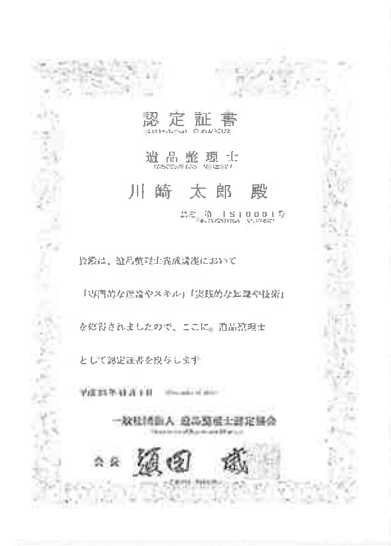 認定証書
遺品整理士
川崎 太郎 殿
認定 第 IS10001号
貴殿は、遺品整理士養成講座において
「専門的な理論やスキル」「実践的な知識や技術」
を修得されましたので、ここに。遺品整理士
として認定証書を授与します
一般社団法人 遺品整理士認定協会
会長